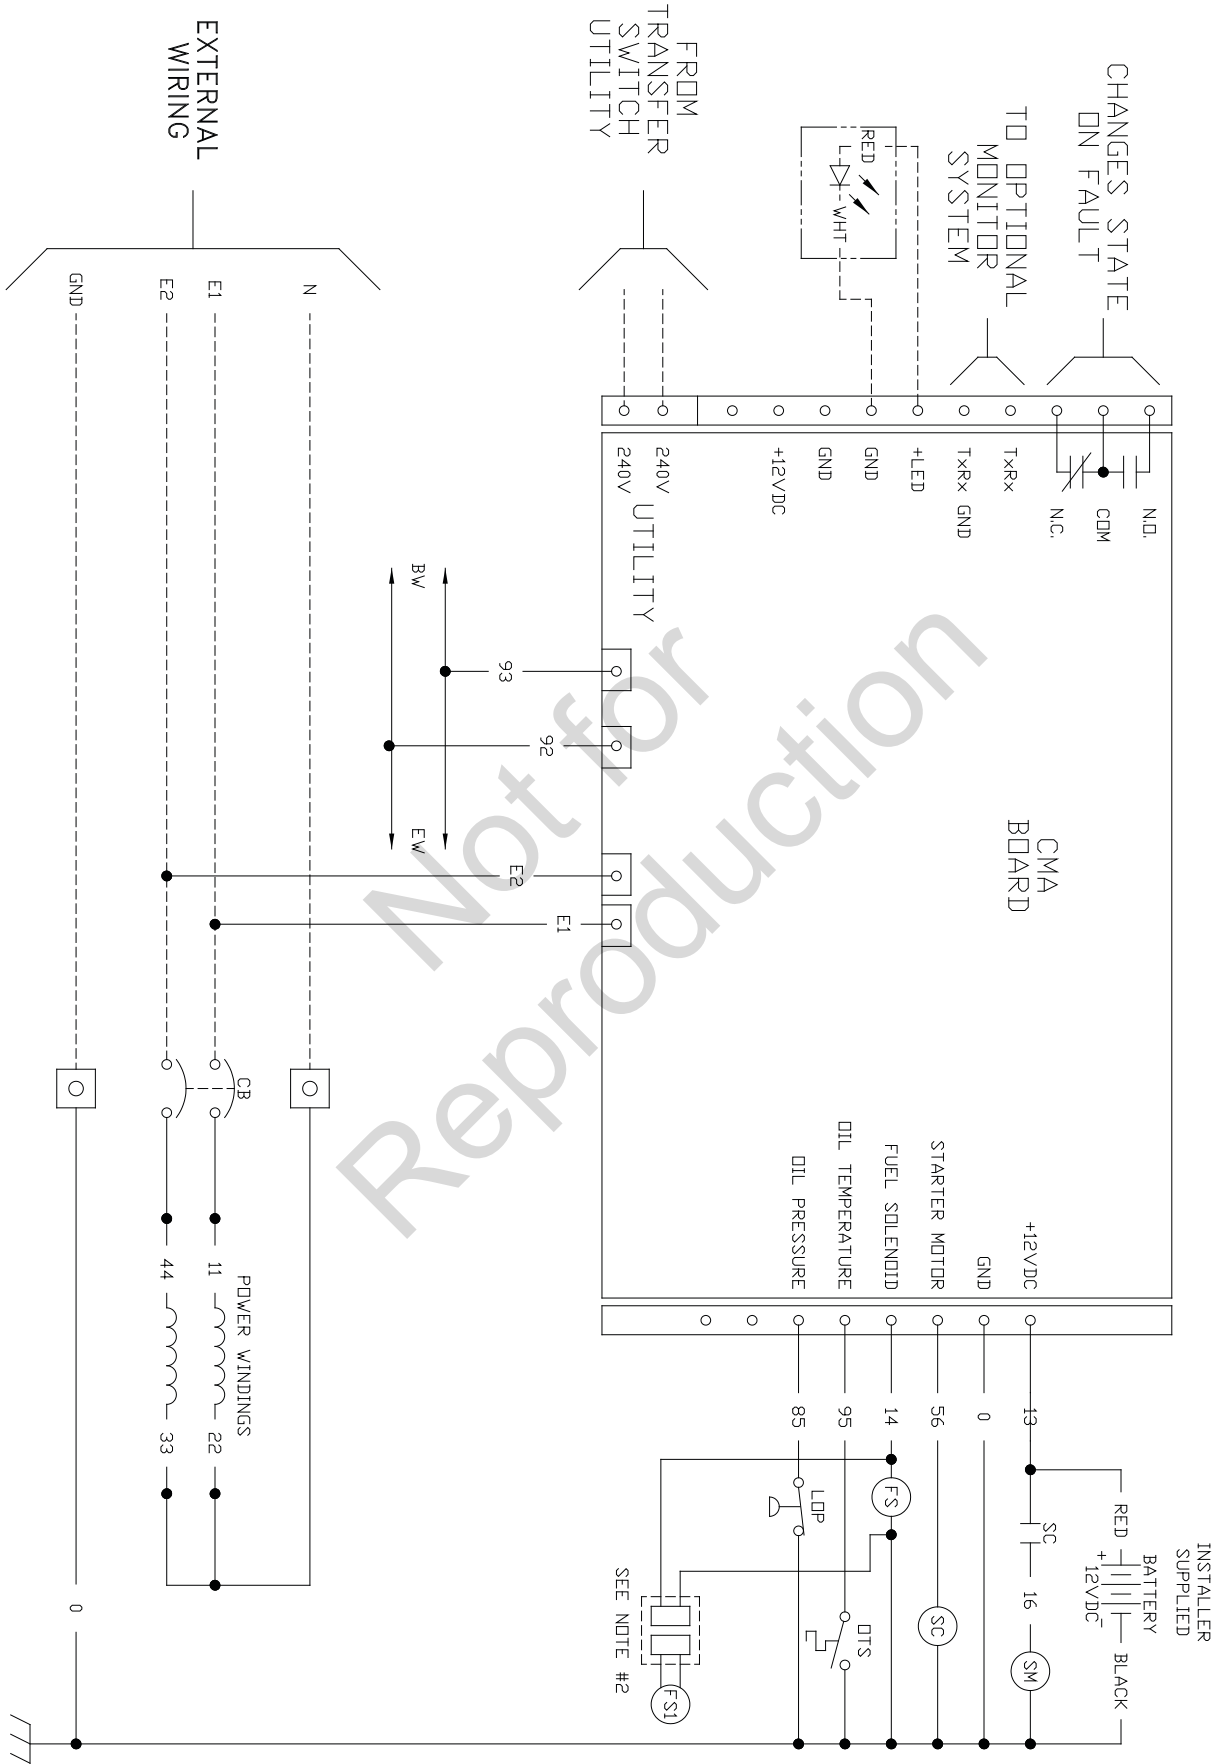 CHANGES STATE
ON FAULT
TO OPTIONAL
MONITOR
SYSTEM
RED
WHT
FROM
TRANSFER
SWITCH
UTILITY
EXTERNAL
WIRING
N
E1
E2
GND
N.O.
COM
N.C.
TxRx
TxRx GND
+LED
GND
GND
+12VDC
240V
240V
UTILITY
CMA
BOARD
93
92
E2
E1
BW
EW
+12VDC
GND
STARTER MOTOR
FUEL SOLENOID
OIL TEMPERATURE
OIL PRESSURE
CB
POWER WINDINGS
11
22
44
33
INSTALLER
SUPPLIED
BATTERY
+ 12VDC -
RED
BLACK
13
SC
16
SM
0
56
SC
14
FS
95
OTS
85
LOP
SEE NOTE #2
FS1
0
Not for
Reproduction